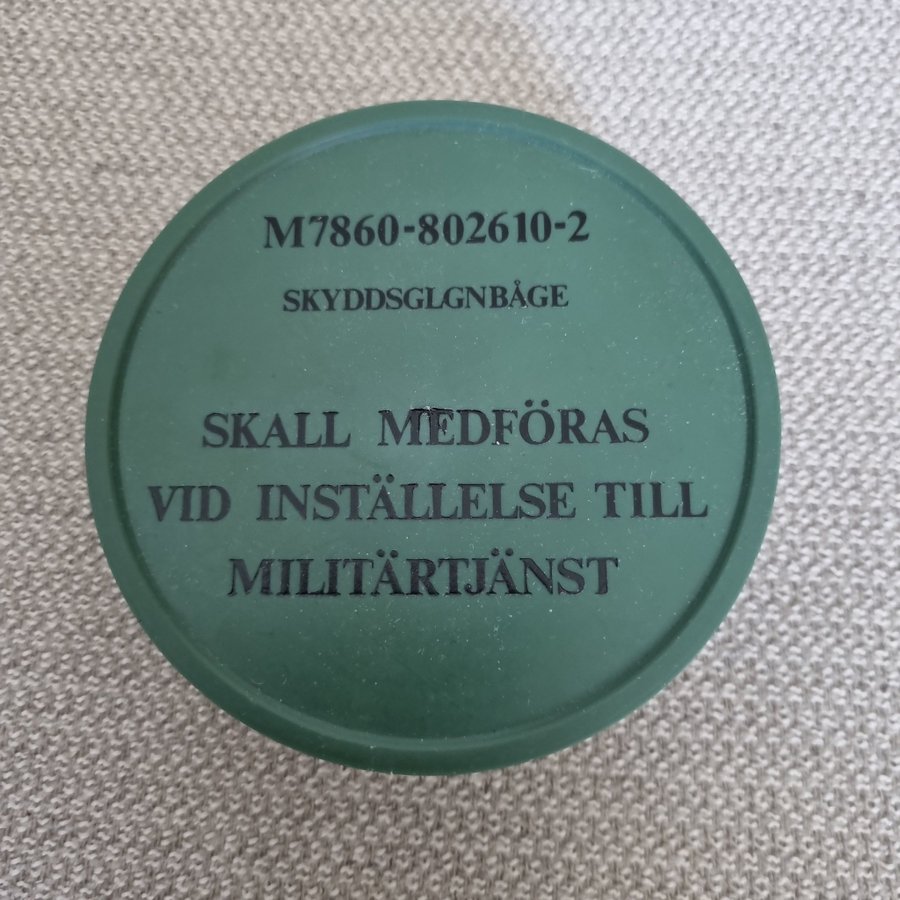 M7860-802610-2
SKYDDSGLGNBÅGE
SKALL MEDFÖRAS
VID INSTÄLLELSE TILL
MILITÄRTJÄNST